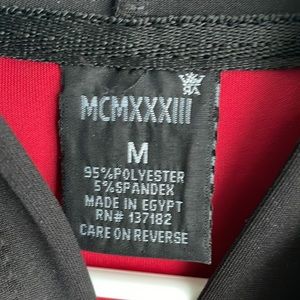 MCMXXXIII
M
95%POLYESTER
5%SPANDEX
MADE IN EGYPT
RN# 137182
CARE ON REVERSE